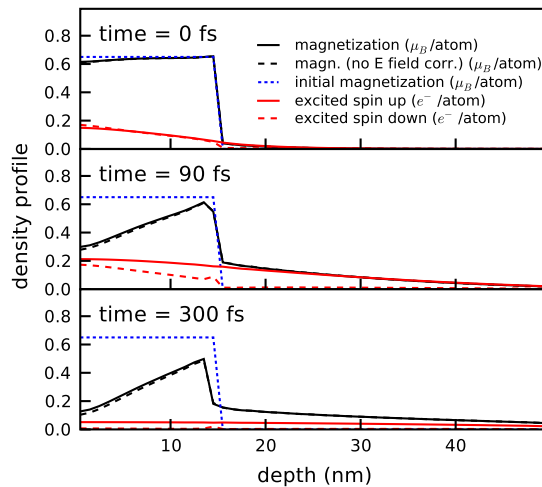 time = 0 fs
magnetization (μ_B /atom)
magn. (no E field corr.) (μ_B /atom)
initial magnetization (μ_B /atom)
excited spin up (e⁻ /atom)
excited spin down (e⁻ /atom)
0.8
0.6
0.4
0.2
0.0
time = 90 fs
0.8
0.6
0.4
0.2
0.0
time = 300 fs
0.8
0.6
0.4
0.2
0.0
10 20 30 40
density profile
depth (nm)